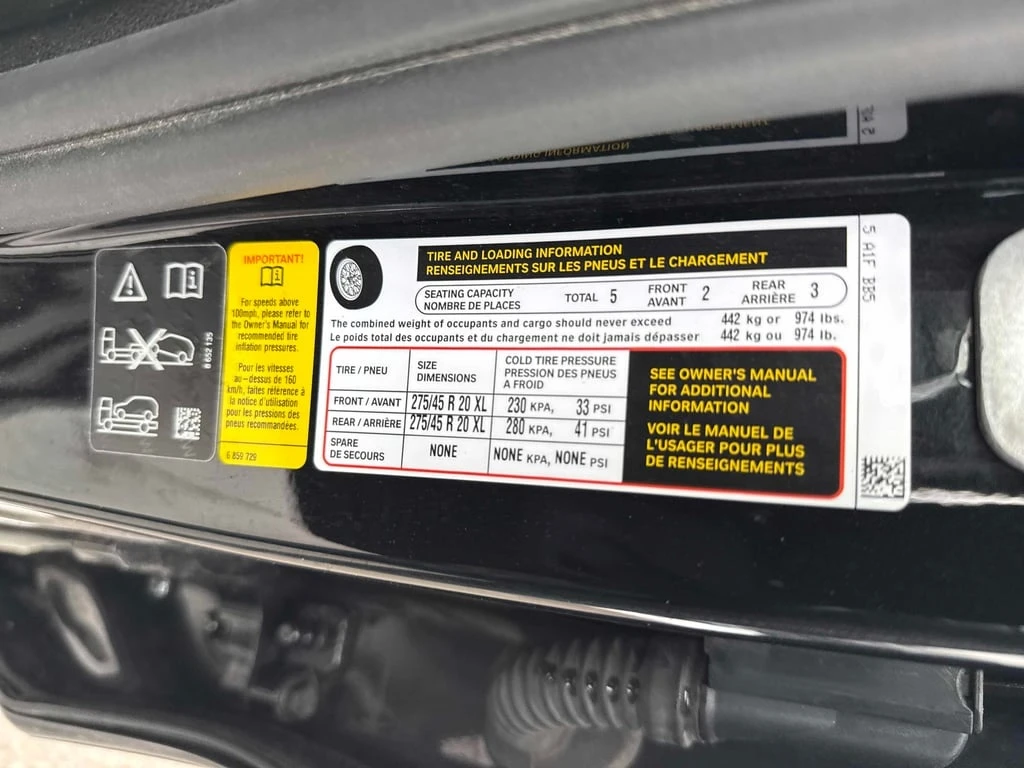 8 652 135
IMPORTANT!
For speeds above
100mph, please refer to
the Owner's Manual for
recommended tire
inflation pressures.
Pour les vitesses
au-dessus de 160
km/h, faites référence à
la notice d'utilisation
pour les pressions des
pneus recommandées.
6 859 729
TIRE AND LOADING INFORMATION
RENSEIGNEMENTS SUR LES PNEUS ET LE CHARGEMENT
SEATING CAPACITY
NOMBRE DE PLACES
TOTAL 5
FRONT
AVANT 2
REAR
ARRIÈRE 3
The combined weight of occupants and cargo should never exceed 442 kg or 974 lbs.
Le poids total des occupants et du chargement ne doit jamais dépasser 442 kg ou 974 lb.
TIRE / PNEU
SIZE
DIMENSIONS
COLD TIRE PRESSURE
PRESSION DES PNEUS
A FROID
FRONT / AVANT 275/45 R 20 XL 230 KPA, 33 PSI
REAR / ARRIÈRE 275/45 R 20 XL 280 KPA, 41 PSI
SPARE
DE SECOURS
NONE NONE KPA, NONE PSI
SEE OWNER'S MANUAL
FOR ADDITIONAL
INFORMATION
VOIR LE MANUEL DE
L'USAGER POUR PLUS
DE RENSEIGNEMENTS
5 A1F B85